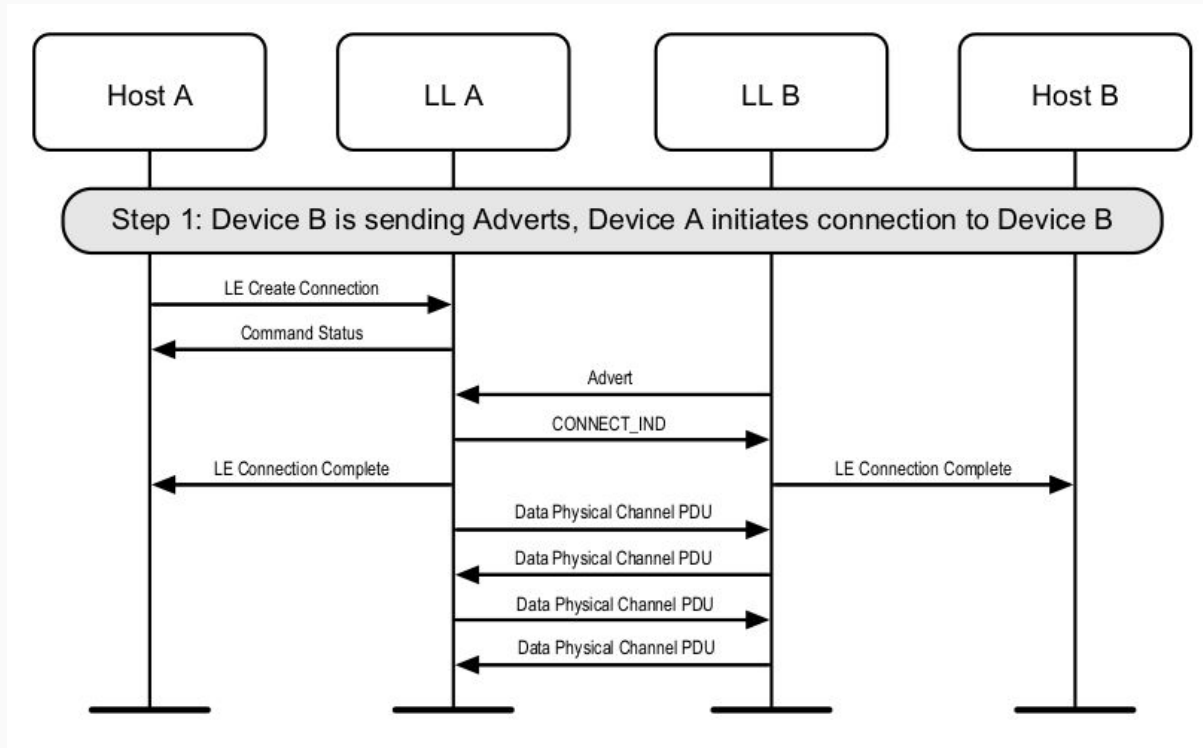 Host A
LL A
LL B
Host B
Step 1: Device B is sending Adverts, Device A initiates connection to Device B
LE Create Connection
Command Status
Advert
CONNECT_IND
LE Connection Complete
LE Connection Complete
Data Physical Channel PDU
Data Physical Channel PDU
Data Physical Channel PDU
Data Physical Channel PDU